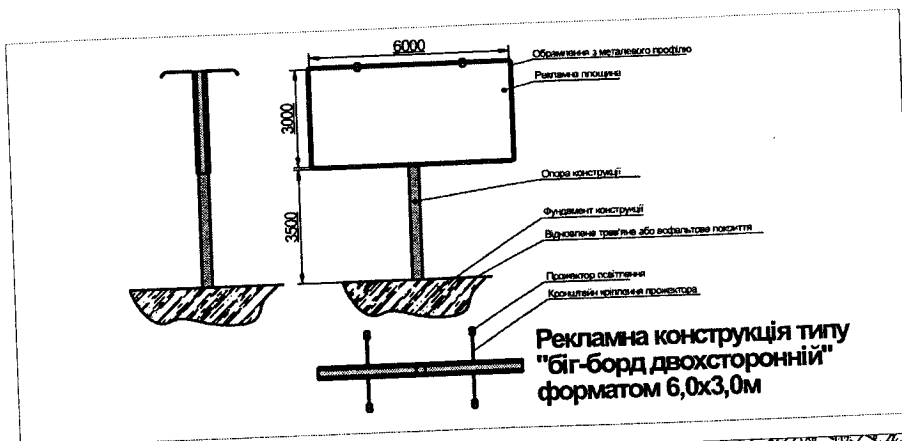 6000
Обрамлення з металевого профілю
Рекламна площина
3000
Опора конструкції
3500
Фундамент конструкції
Відновлене трав'яне або асфальтове покриття
Прожектор освітлення
Кронштейн кріплення прожектора
Рекламна конструкція типу
"біг-борд двохсторонній"
форматом 6,0х3,0м